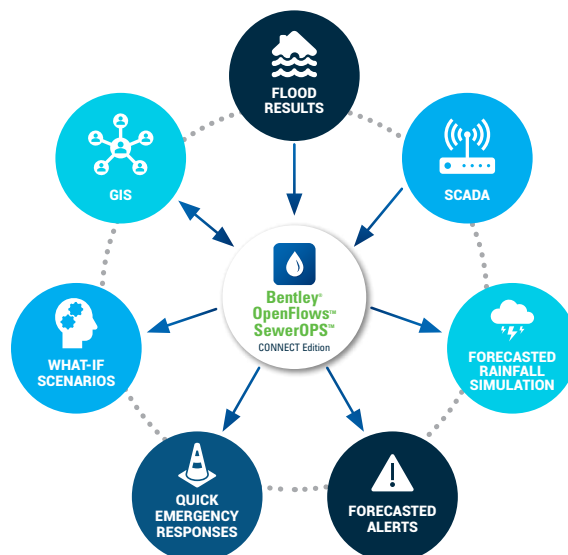 FLOOD
RESULTS
GIS
SCADA
Bentley®
OpenFlows™
SewerOPS™
CONNECT Edition
WHAT-IF
SCENARIOS
FORECASTED
RAINFALL
SIMULATION
QUICK
EMERGENCY
RESPONSES
FORECASTED
ALERTS